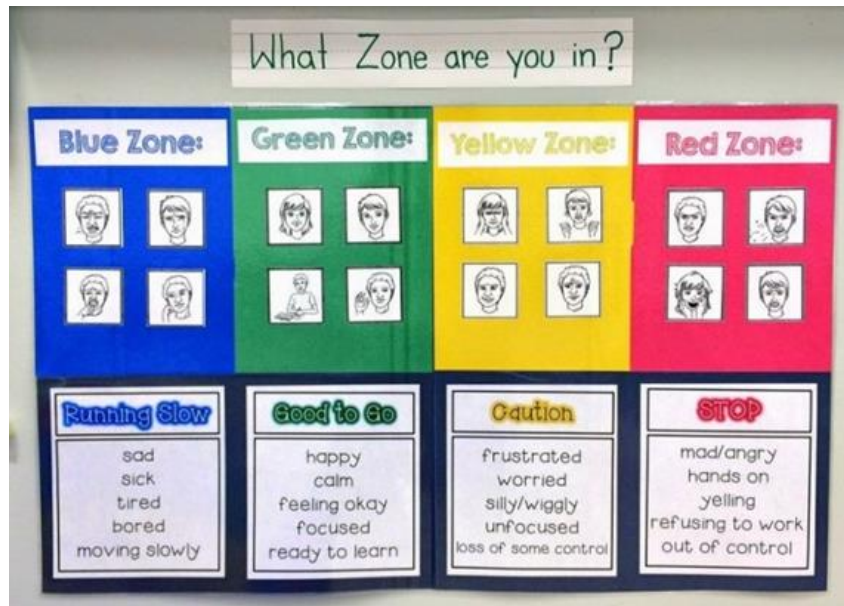 What Zone are you in?
Blue Zone:
Green Zone:
Yellow Zone:
Red Zone:
Running Slow
sad
sick
tired
bored
moving slowly
Good to Go
happy
calm
feeling okay
focused
ready to learn
Caution
frustrated
worried
silly/wiggly
unfocused
loss of some control
STOP
mad/angry
hands on
yelling
refusing to work
out of control